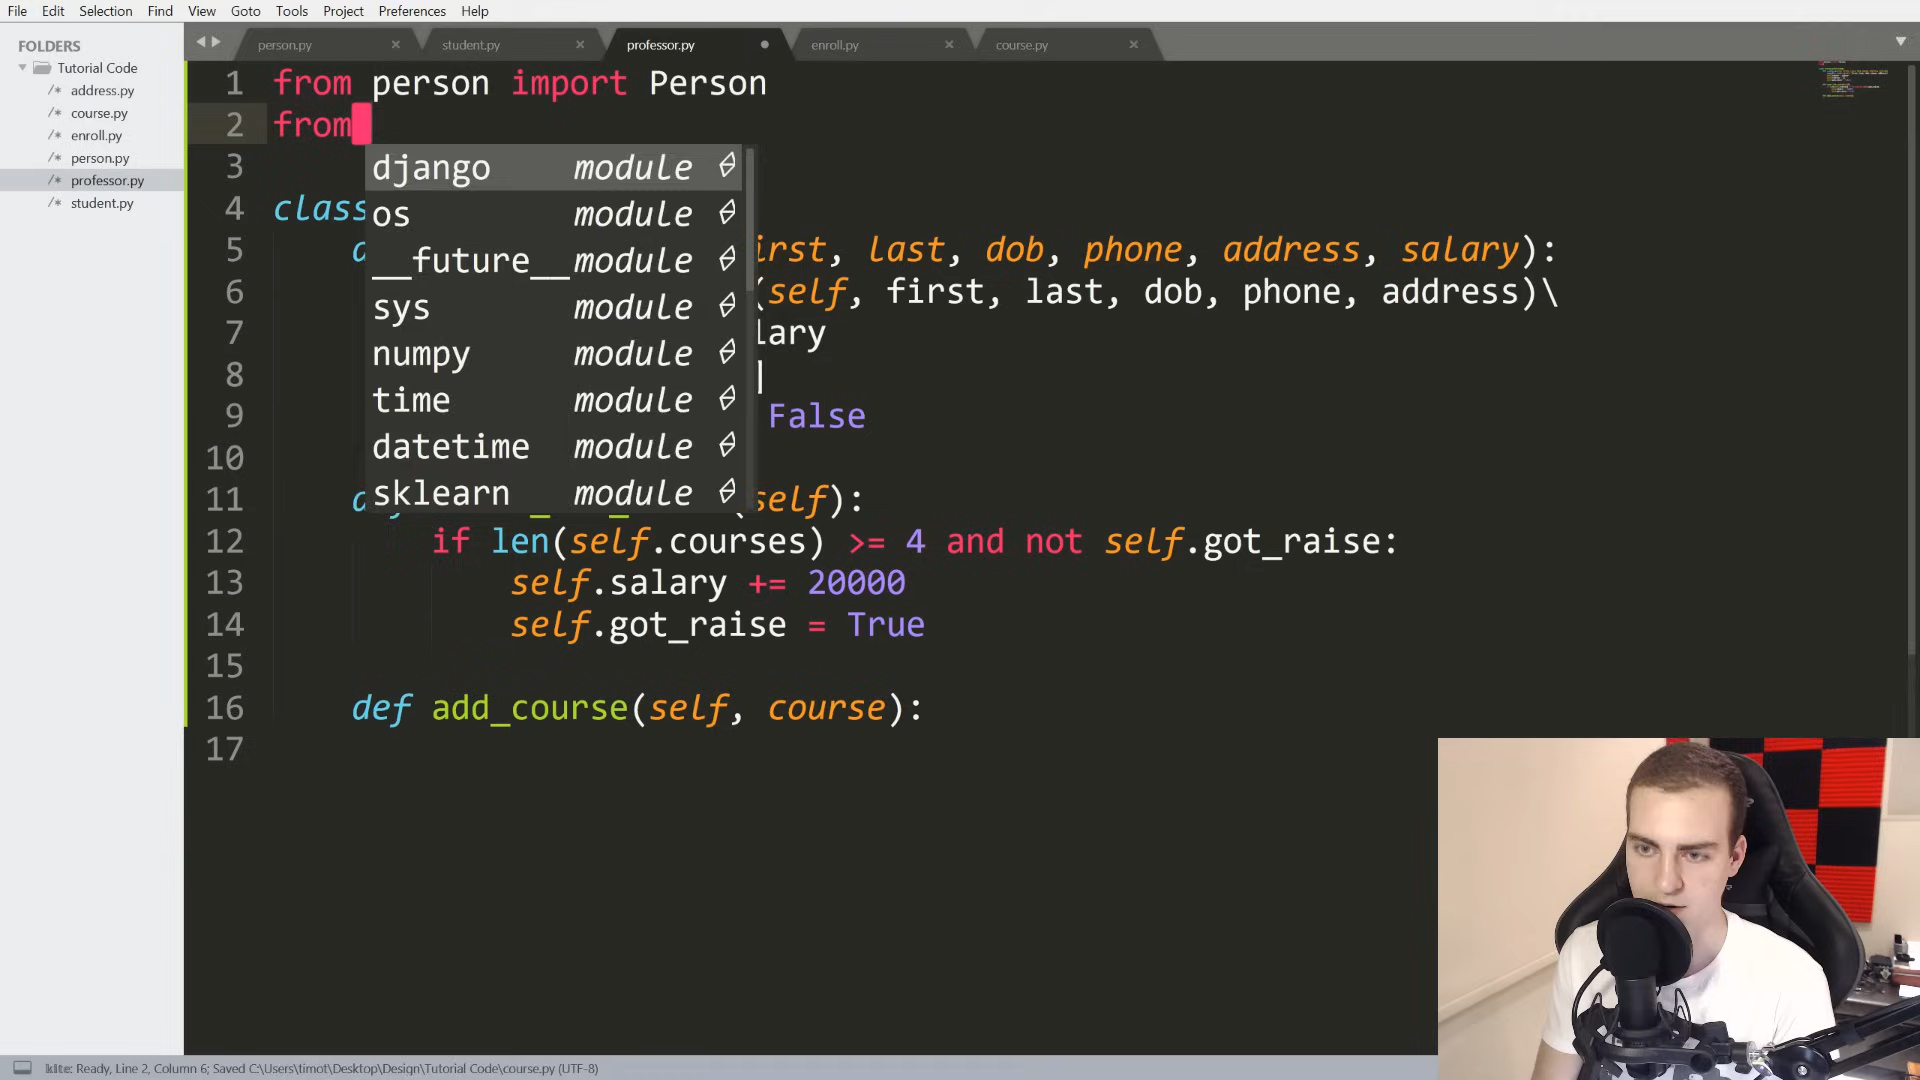 File Edit Selection Find View Goto Tools Project Preferences Help
FOLDERS
Tutorial Code
/* address.py
/* course.py
/* enroll.py
/* person.py
/* professor.py
/* student.py
person.py × student.py × professor.py enroll.py × course.py ×
1 from person import Person
2 from
3
4 class
5 irst, last, dob, phone, address, salary):
6 (self, first, last, dob, phone, address)\
7 lary
8 ]
9 False
10
11 self):
12 if len(self.courses) >= 4 and not self.got_raise:
13 self.salary += 20000
14 self.got_raise = True
15
16 def add_course(self, course):
17
django module
os module
__future__ module
sys module
numpy module
time module
datetime module
sklearn module
kite: Ready, Line 2, Column 6; Saved C:\Users\timot\Desktop\Design\Tutorial Code\course.py (UTF-8)